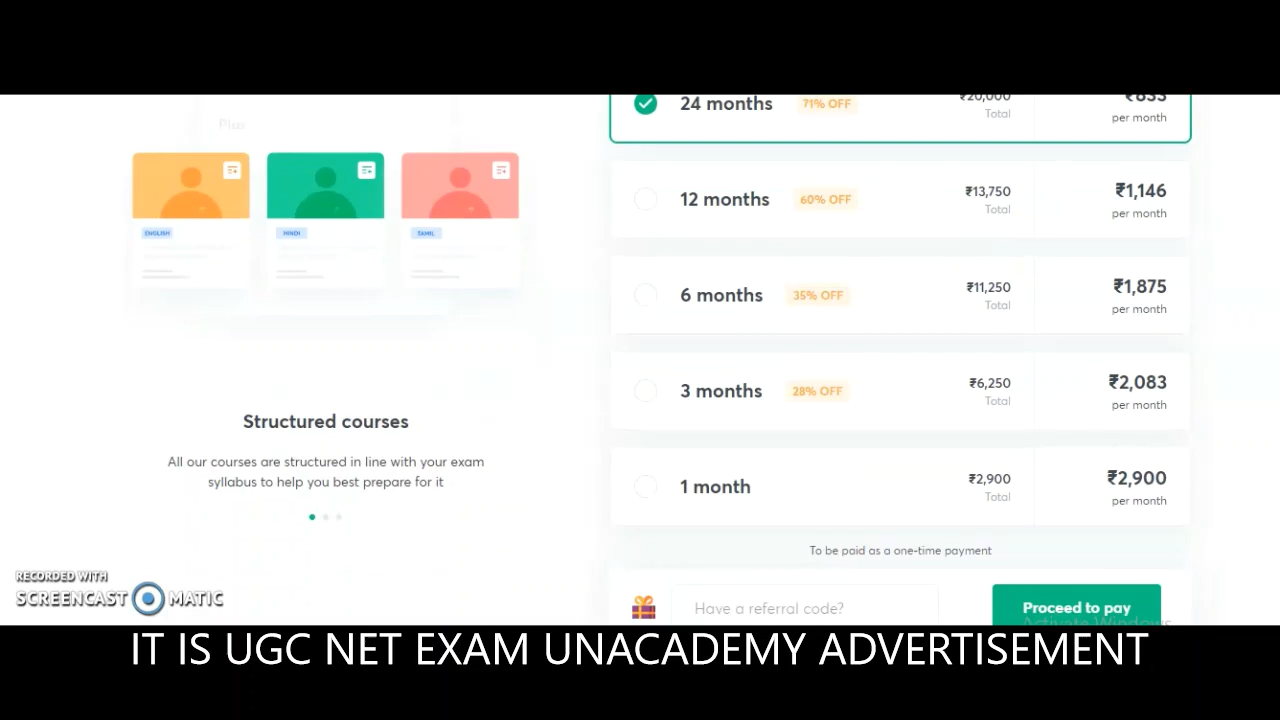 24 months 71% OFF ₹20,000 ₹833
Total per month
Plus
12 months 60% OFF ₹13,750 ₹1,146
Total per month
ENGLISH HINDI TAMIL
6 months 35% OFF ₹11,250 ₹1,875
Total per month
3 months 28% OFF ₹6,250 ₹2,083
Total per month
Structured courses
All our courses are structured in line with your exam
syllabus to help you best prepare for it
1 month ₹2,900 ₹2,900
Total per month
To be paid as a one-time payment
Have a referral code? Proceed to pay
Activate Windows
RECORDED WITH
SCREENCAST MATIC
IT IS UGC NET EXAM UNACADEMY ADVERTISEMENT